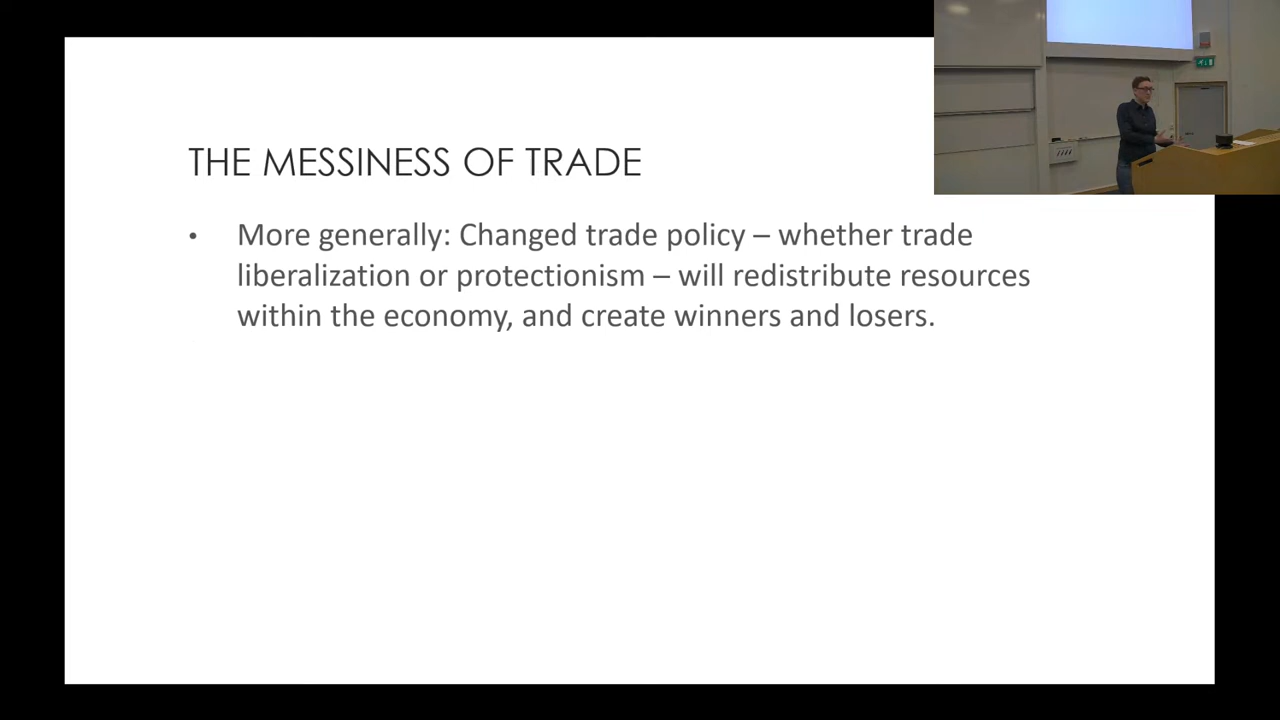 THE MESSINESS OF TRADE
• More generally: Changed trade policy – whether trade
liberalization or protectionism – will redistribute resources
within the economy, and create winners and losers.